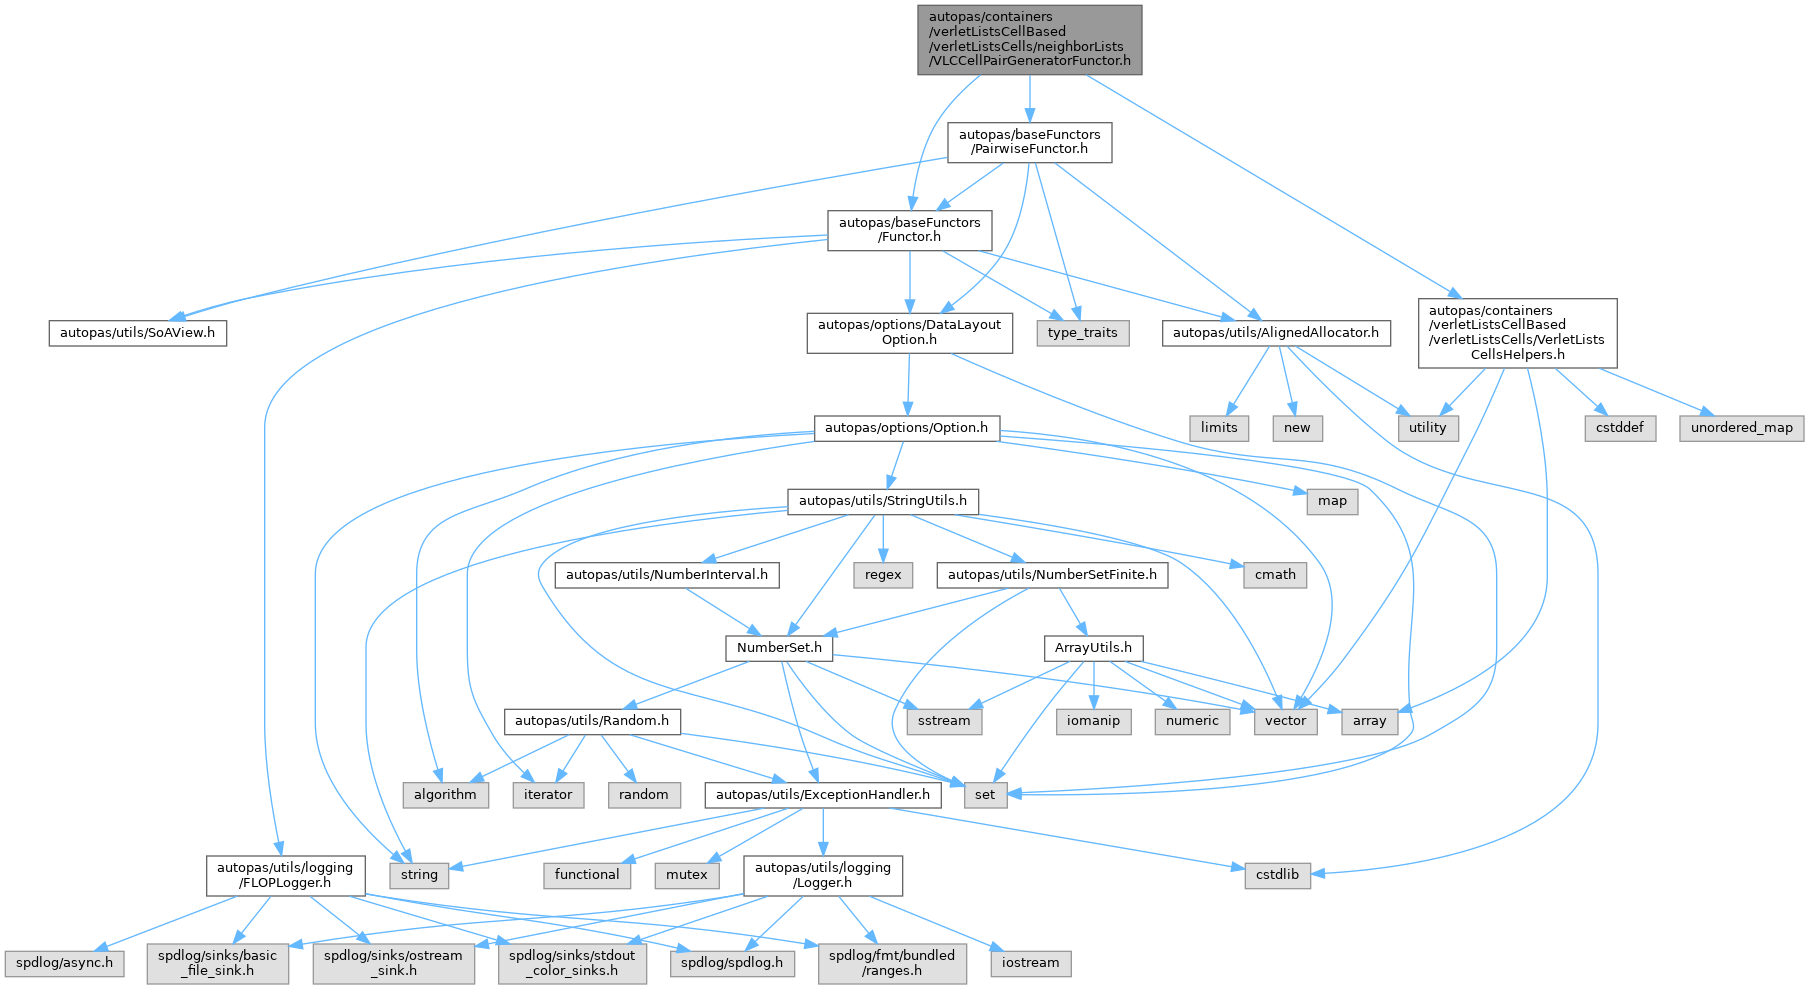 autopas/containers
/verletListsCellBased
/verletListsCells/neighborLists
/VLCCellPairGeneratorFunctor.h
autopas/baseFunctors
/PairwiseFunctor.h
autopas/baseFunctors
/Functor.h
autopas/utils/SoAView.h
autopas/options/DataLayout
Option.h
type_traits
autopas/utils/AlignedAllocator.h
autopas/containers
/verletListsCellBased
/verletListsCells/VerletLists
CellsHelpers.h
autopas/options/Option.h
limits
new
utility
cstddef
unordered_map
autopas/utils/StringUtils.h
map
autopas/utils/NumberInterval.h
regex
autopas/utils/NumberSetFinite.h
cmath
NumberSet.h
ArrayUtils.h
autopas/utils/Random.h
sstream
iomanip
numeric
vector
array
algorithm
iterator
random
autopas/utils/ExceptionHandler.h
set
autopas/utils/logging
/FLOPLogger.h
string
functional
mutex
autopas/utils/logging
/Logger.h
cstdlib
spdlog/async.h
spdlog/sinks/basic
_file_sink.h
spdlog/sinks/ostream
_sink.h
spdlog/sinks/stdout
_color_sinks.h
spdlog/spdlog.h
spdlog/fmt/bundled
/ranges.h
iostream